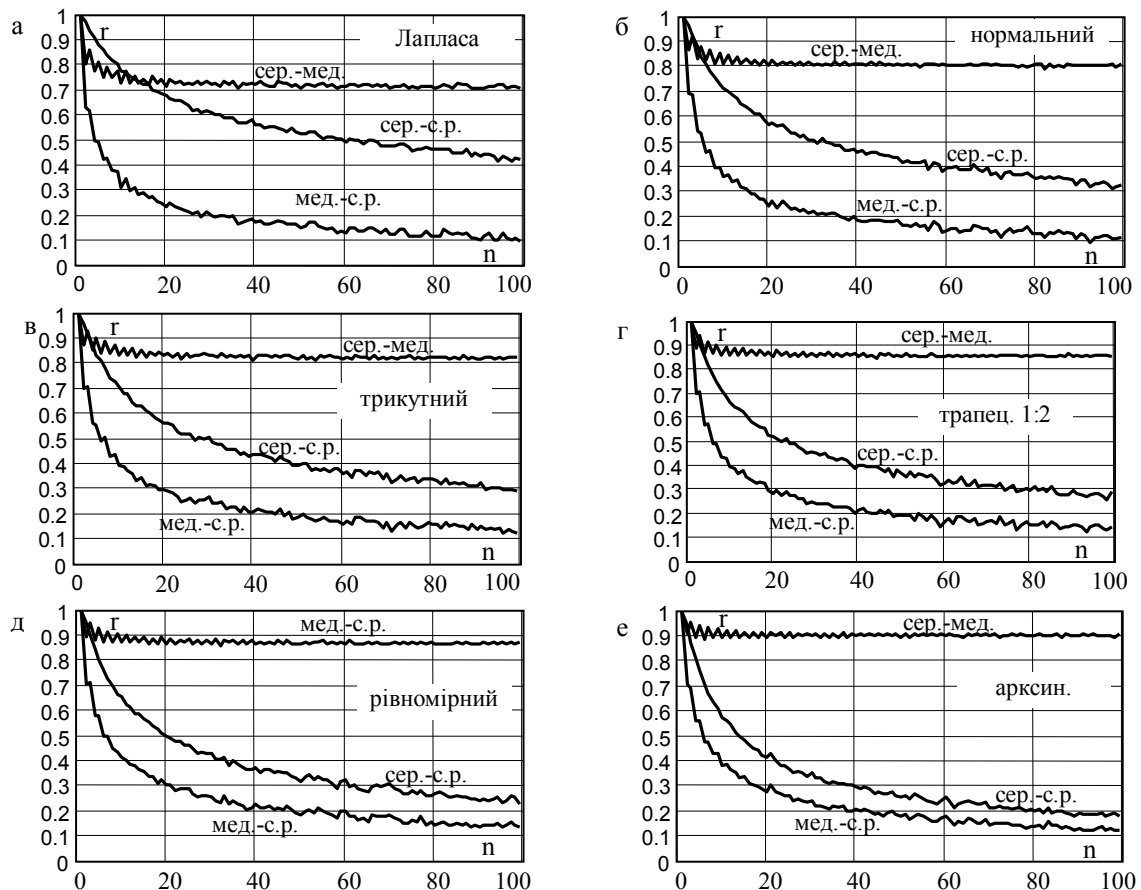 а
1
0.9
0.8
0.7
0.6
0.5
0.4
0.3
0.2
0.1
0
r
Лапласа
сер.-мед.
сер.-с.р.
мед.-с.р.
n
0 20 40 60 80 100
б
1
0.9
0.8
0.7
0.6
0.5
0.4
0.3
0.2
0.1
0
r
нормальний
сер.-мед.
сер.-с.р.
мед.-с.р.
n
0 20 40 60 80 100
в
1
0.9
0.8
0.7
0.6
0.5
0.4
0.3
0.2
0.1
0
r
сер.-мед.
трикутний
сер.-с.р.
мед.-с.р.
n
0 20 40 60 80 100
г
1
0.9
0.8
0.7
0.6
0.5
0.4
0.3
0.2
0.1
0
r
сер.-мед.
трапец. 1:2
сер.-с.р.
мед.-с.р.
n
0 20 40 60 80 100
д
1
0.9
0.8
0.7
0.6
0.5
0.4
0.3
0.2
0.1
0
r
мед.-с.р.
рівномірний
сер.-с.р.
мед.-с.р.
n
0 20 40 60 80 100
е
1
0.9
0.8
0.7
0.6
0.5
0.4
0.3
0.2
0.1
0
r
сер.-мед.
арксин.
сер.-с.р.
мед.-с.р.
n
0 20 40 60 80 100